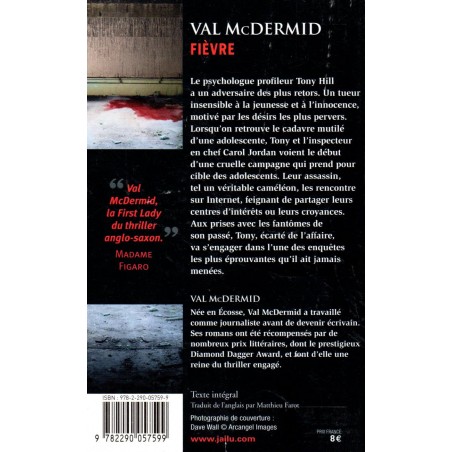 VAL McDERMID
FIÈVRE
Le psychologue profileur Tony Hill
a un adversaire des plus retors. Un tueur
insensible à la jeunesse et à l'innocence,
motivé par les désirs les plus pervers.
Lorsqu'on retrouve le cadavre mutilé
d'une adolescente, Tony et l'inspecteur
en chef Carol Jordan voient le début
d'une cruelle campagne qui prend pour
cible des adolescents. Leur assassin,
tel un véritable caméléon, les rencontre
sur Internet, feignant de partager leurs
centres d'intérêts ou leurs croyances.
Aux prises avec les fantômes de
son passé, Tony, écarté de l'affaire,
va s'engager dans l'une des enquêtes
les plus éprouvantes qu'il ait jamais
menées.
“ Val
McDermid,
la First Lady
du thriller
anglo-saxon. ”
MADAME
FIGARO
VAL McDERMID
Née en Écosse, Val McDermid a travaillé
comme journaliste avant de devenir écrivain.
Ses romans ont été récompensés par de
nombreux prix littéraires, dont le prestigieux
Diamond Dagger Award, et font d'elle une
reine du thriller engagé.
Texte intégral
Traduit de l'anglais par Matthieu Farcot
Photographie de couverture :
Dave Wall © Arcangel Images
www.jailu.com
PRIX FRANCE
8 €
ISBN : 978-2-290-05759-9
9 782290 057599